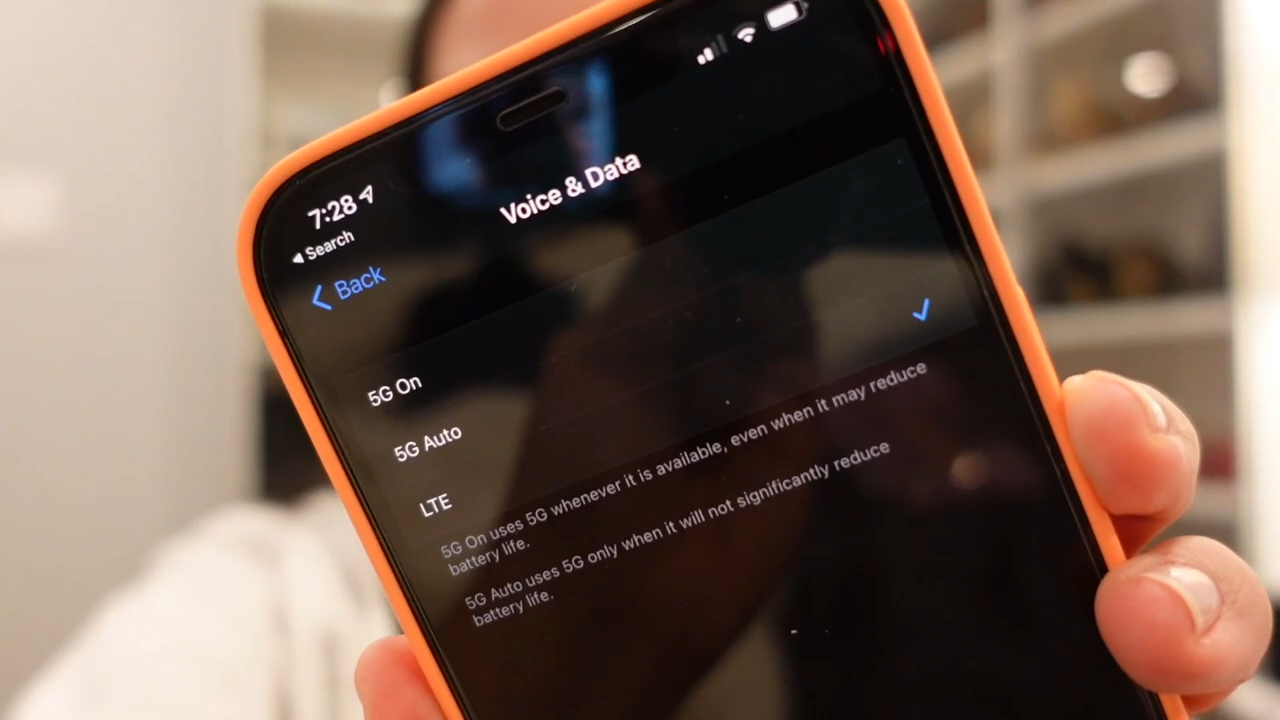 7:28
Search
Back
Voice & Data
5G On
5G Auto
LTE
5G On uses 5G whenever it is available, even when it may reduce
battery life.
5G Auto uses 5G only when it will not significantly reduce
battery life.